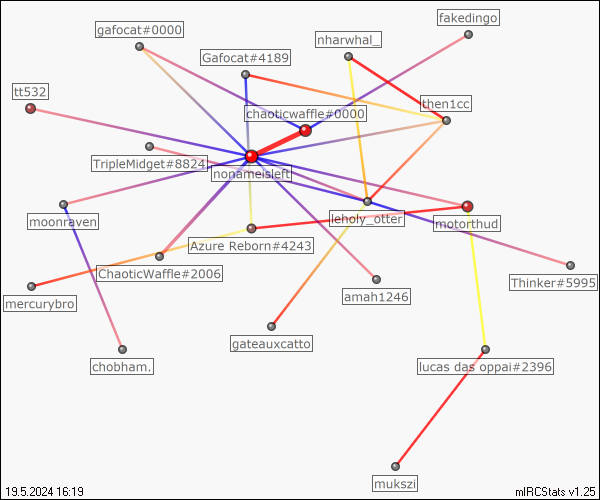 fakedingo
gafocat#0000
nharwhal_
Gafocat#4189
tt532
ithen1cc
chaoticwaffle#0000
TripleMidget#8824
nonameisleft
moonraven
leholy_otter
motorthud
Azure Reborn#4243
ChaoticWaffle#2006
Thinker#5995
mercurybro
amah1246
gateauxcatto
chobham.
lucas das oppai#2396
mukszi
19.5.2024 16:19
mIRCStats v1.25